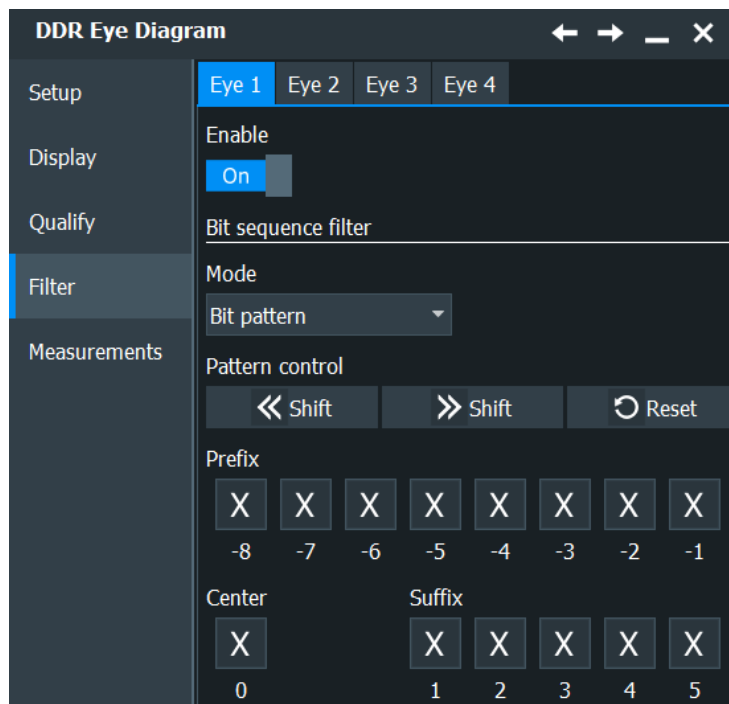 DDR Eye Diagram
Setup
Display
Qualify
Filter
Measurements
Eye 1 Eye 2 Eye 3 Eye 4
Enable
On
Bit sequence filter
Mode
Bit pattern
Pattern control
Shift Shift Reset
Prefix
X X X X X X X X
-8 -7 -6 -5 -4 -3 -2 -1
Center Suffix
X X X X X X
0 1 2 3 4 5